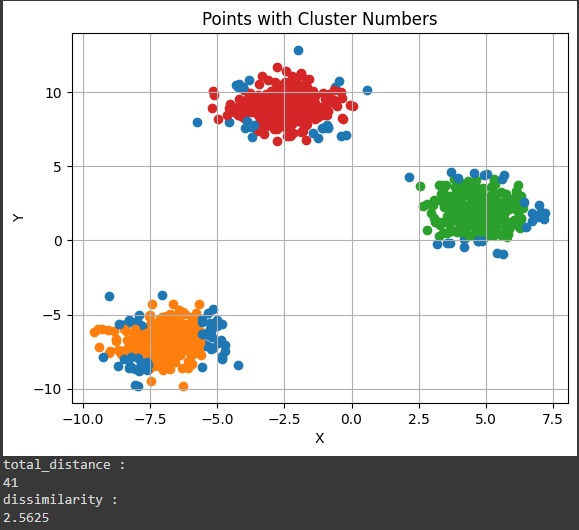 Points with Cluster Numbers
10
5
0
−5
−10
Y
−10.0 −7.5 −5.0 −2.5 0.0 2.5 5.0 7.5
X
total_distance :
41
dissimilarity :
2.5625